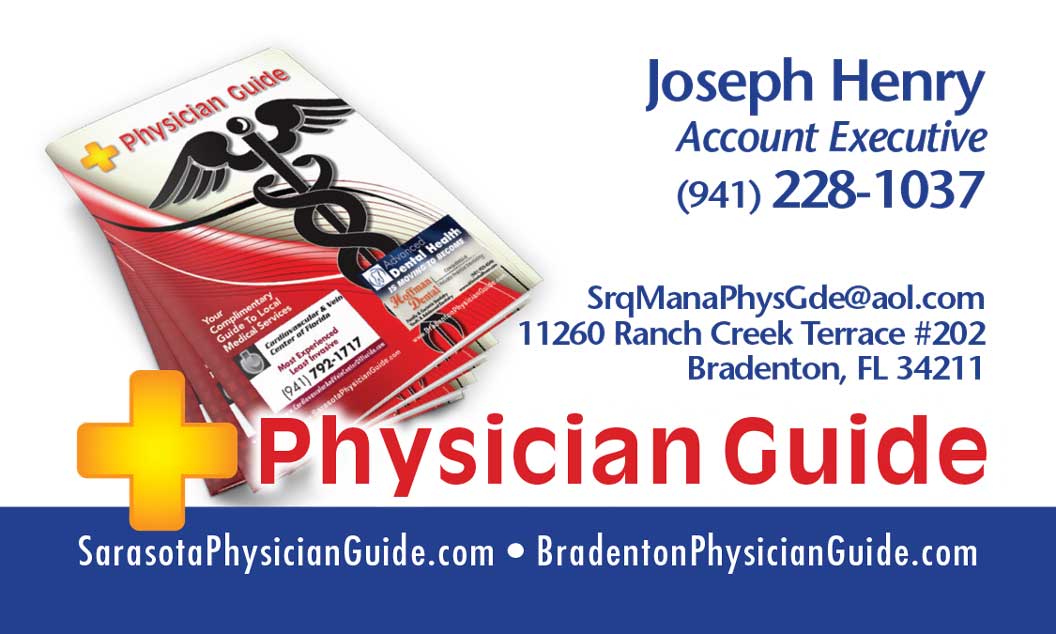 Joseph Henry
Account Executive
(941) 228-1037
SrqManaPhysGde@aol.com
11260 Ranch Creek Terrace #202
Bradenton, FL 34211
Physician Guide
Your
Complimentary
Guide To Local
Medical Services
Cardiovascular & Vein
Center of Florida
Most Experienced
Least Invasive
(941) 792-1717
Advanced
Dental Health
IS MOVING TO BECOME
Hoffman
Dental
Physician Guide
SarasotaPhysicianGuide.com • BradentonPhysicianGuide.com